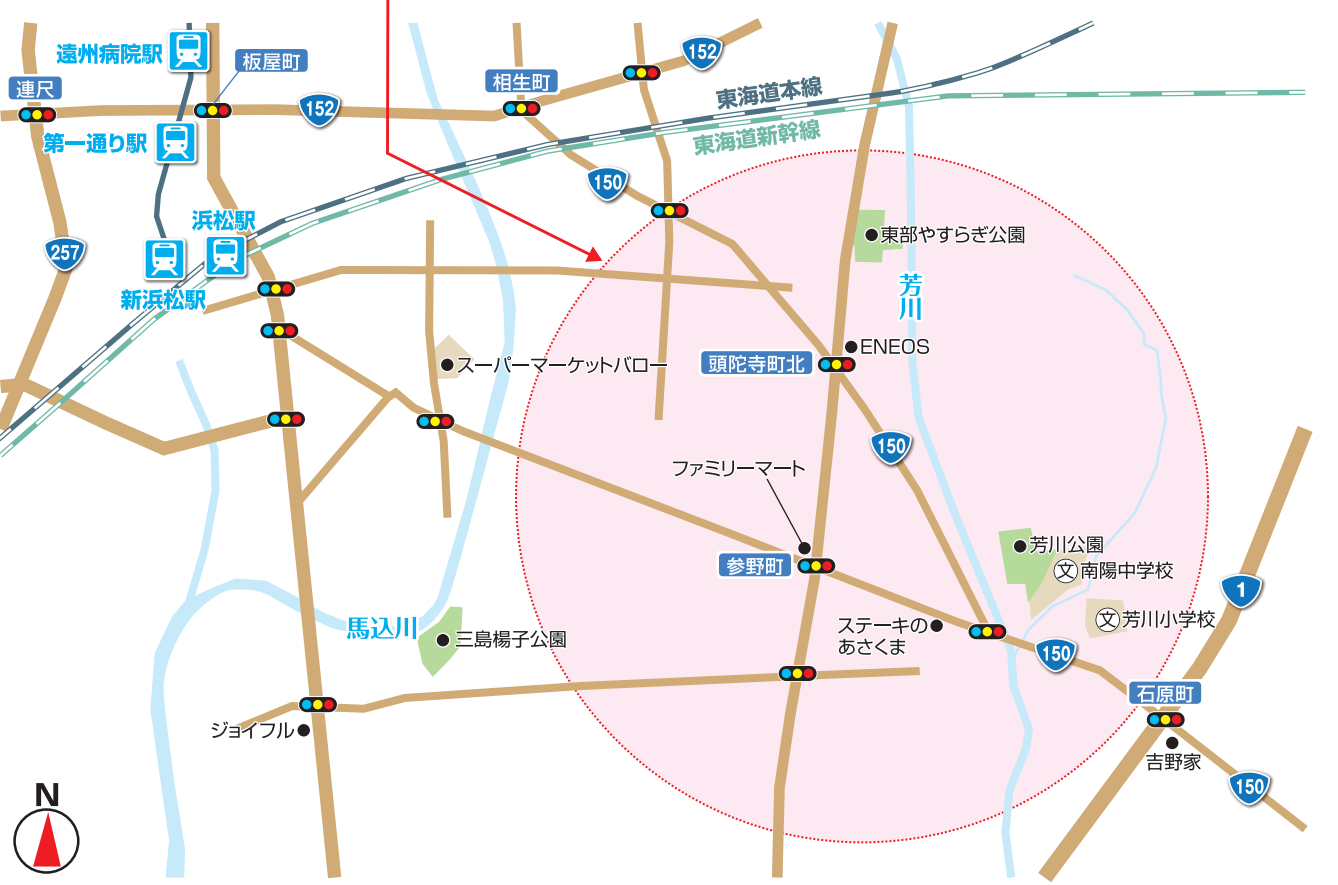 遠州病院駅
板屋町
連尺
相生町
152
152
第一通り駅
東海道本線
東海道新幹線
150
浜松駅
257
新浜松駅
東部やすらぎ公園
芳川
ENEOS
頭陀寺町北
スーパーマーケットバロー
150
ファミリーマート
芳川公園
参野町
文 南陽中学校
1
文 芳川小学校
ステーキの
あさくま
馬込川
三島楊子公園
150
石原町
ジョイフル
吉野家
150
N